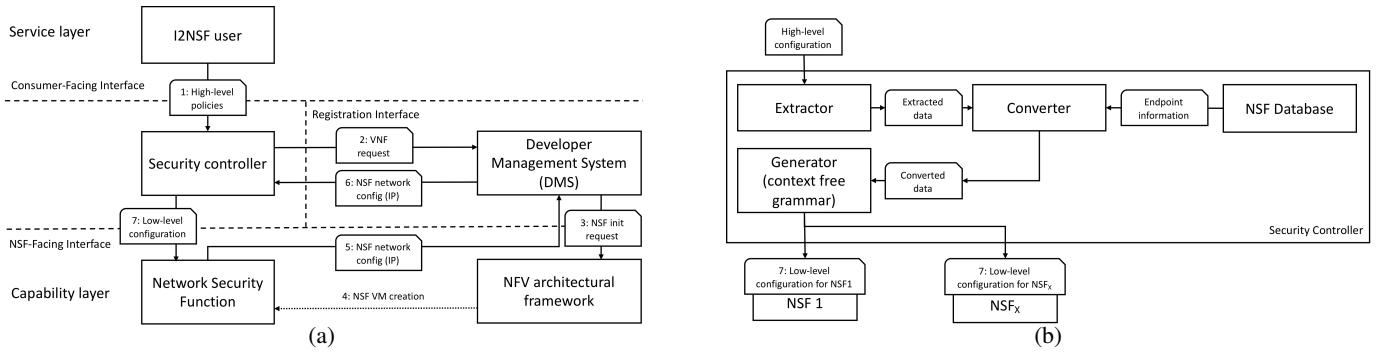 Service layer
I2NSF user
Consumer-Facing Interface
1: High-level
policies
Registration Interface
Security controller
2: VNF
request
6: NSF network
config (IP)
Developer
Management System
(DMS)
7: Low-level
configuration
3: NSF init
request
NSF-Facing Interface
5: NSF network
config (IP)
Capability layer
Network Security
Function
4: NSF VM creation
NFV architectural
framework
(a)
High-level
configuration
Extractor
Extracted
data
Converter
Endpoint
information
NSF Database
Generator
(context free
grammar)
Converted
data
Security Controller
7: Low-level
configuration for NSF1
NSF 1
7: Low-level
configuration for NSFX
NSFX
(b)